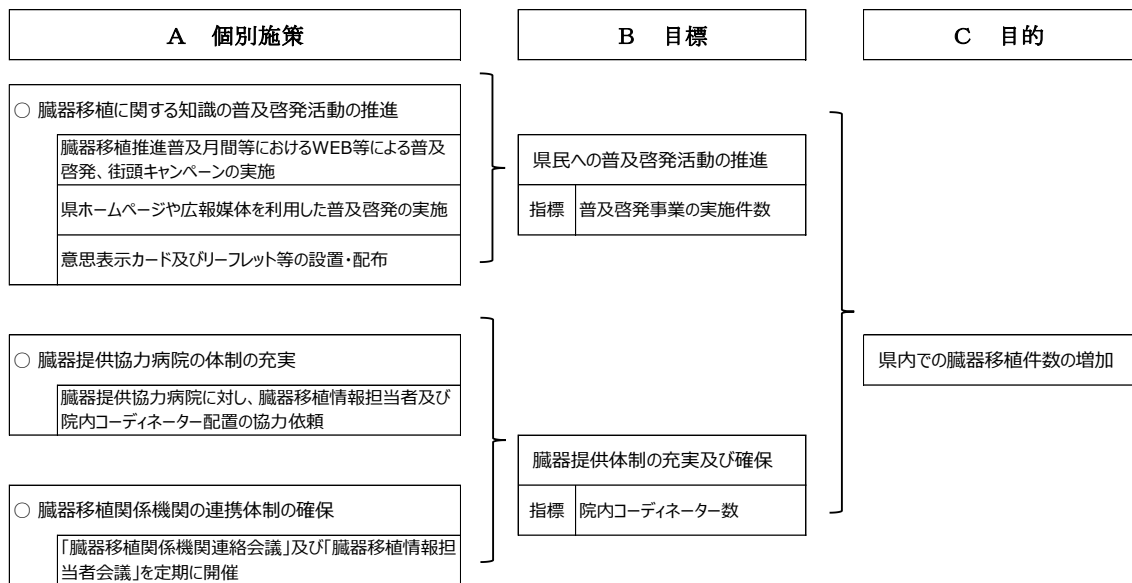 A 個別施策
B 目標
C 目的
○ 臓器移植に関する知識の普及啓発活動の推進
臓器移植推進普及月間等におけるWEB等による普及
啓発、街頭キャンペーンの実施
県ホームページや広報媒体を利用した普及啓発の実施
意思表示カード及びリーフレット等の設置・配布
県民への普及啓発活動の推進
指標 普及啓発事業の実施件数
○ 臓器提供協力病院の体制の充実
臓器提供協力病院に対し、臓器移植情報担当者及び
院内コーディネーター配置の協力依頼
○ 臓器移植関係機関の連携体制の確保
「臓器移植関係機関連絡会議」及び「臓器移植情報担
当者会議」を定期に開催
臓器提供体制の充実及び確保
指標 院内コーディネーター数
県内での臓器移植件数の増加